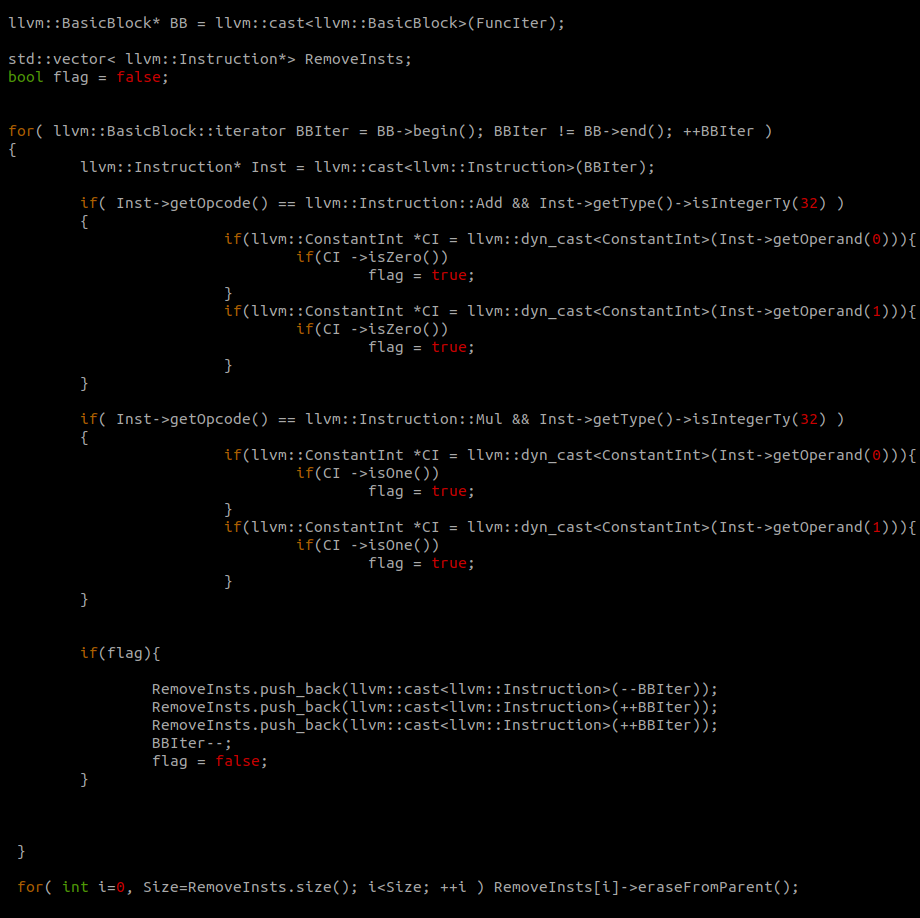 llvm::BasicBlock* BB = llvm::cast<llvm::BasicBlock>(FuncIter);
std::vector< llvm::Instruction*> RemoveInsts;
bool flag = false;
for( llvm::BasicBlock::iterator BBIter = BB->begin(); BBIter != BB->end(); ++BBIter )
{
        llvm::Instruction* Inst = llvm::cast<llvm::Instruction>(BBIter);
        if( Inst->getOpcode() == llvm::Instruction::Add && Inst->getType()->isIntegerTy(32) )
        {
                        if(llvm::ConstantInt *CI = llvm::dyn_cast<ConstantInt>(Inst->getOperand(0))){
                                if(CI ->isZero())
                                        flag = true;
                        }
                        if(llvm::ConstantInt *CI = llvm::dyn_cast<ConstantInt>(Inst->getOperand(1))){
                                if(CI ->isZero())
                                        flag = true;
                        }
        }
        if( Inst->getOpcode() == llvm::Instruction::Mul && Inst->getType()->isIntegerTy(32) )
        {
                        if(llvm::ConstantInt *CI = llvm::dyn_cast<ConstantInt>(Inst->getOperand(0))){
                                if(CI ->isOne())
                                        flag = true;
                        }
                        if(llvm::ConstantInt *CI = llvm::dyn_cast<ConstantInt>(Inst->getOperand(1))){
                                if(CI ->isOne())
                                        flag = true;
                        }
        }
        if(flag){
                RemoveInsts.push_back(llvm::cast<llvm::Instruction>(--BBIter));
                RemoveInsts.push_back(llvm::cast<llvm::Instruction>(++BBIter));
                RemoveInsts.push_back(llvm::cast<llvm::Instruction>(++BBIter));
                BBIter--;
                flag = false;
        }
 }
 for( int i=0, Size=RemoveInsts.size(); i<Size; ++i ) RemoveInsts[i]->eraseFromParent();